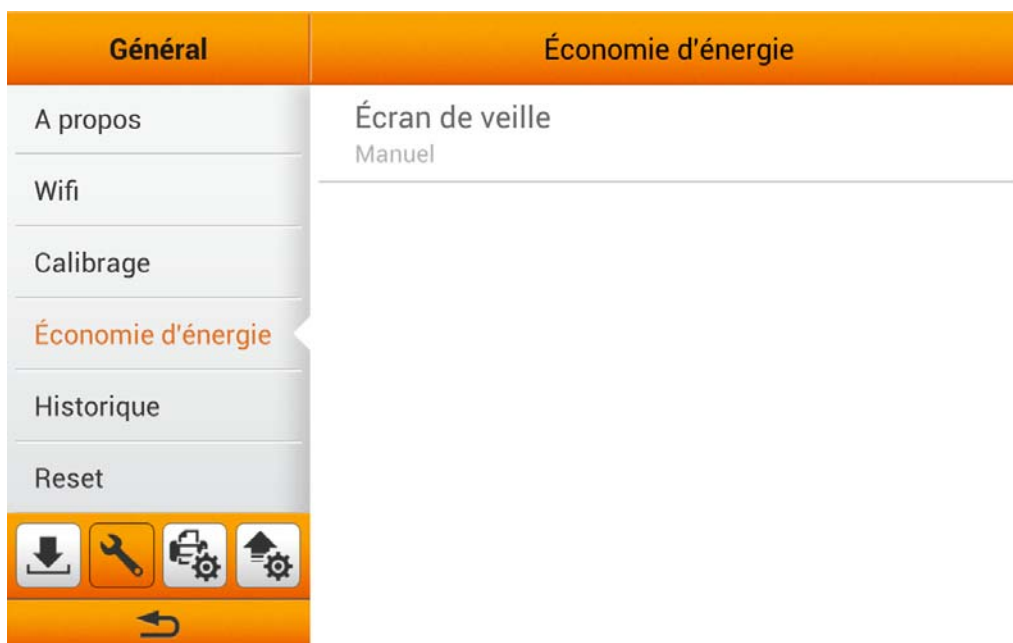 Général
A propos
Wifi
Calibrage
Économie d'énergie
Historique
Reset
Économie d'énergie
Écran de veille
Manuel